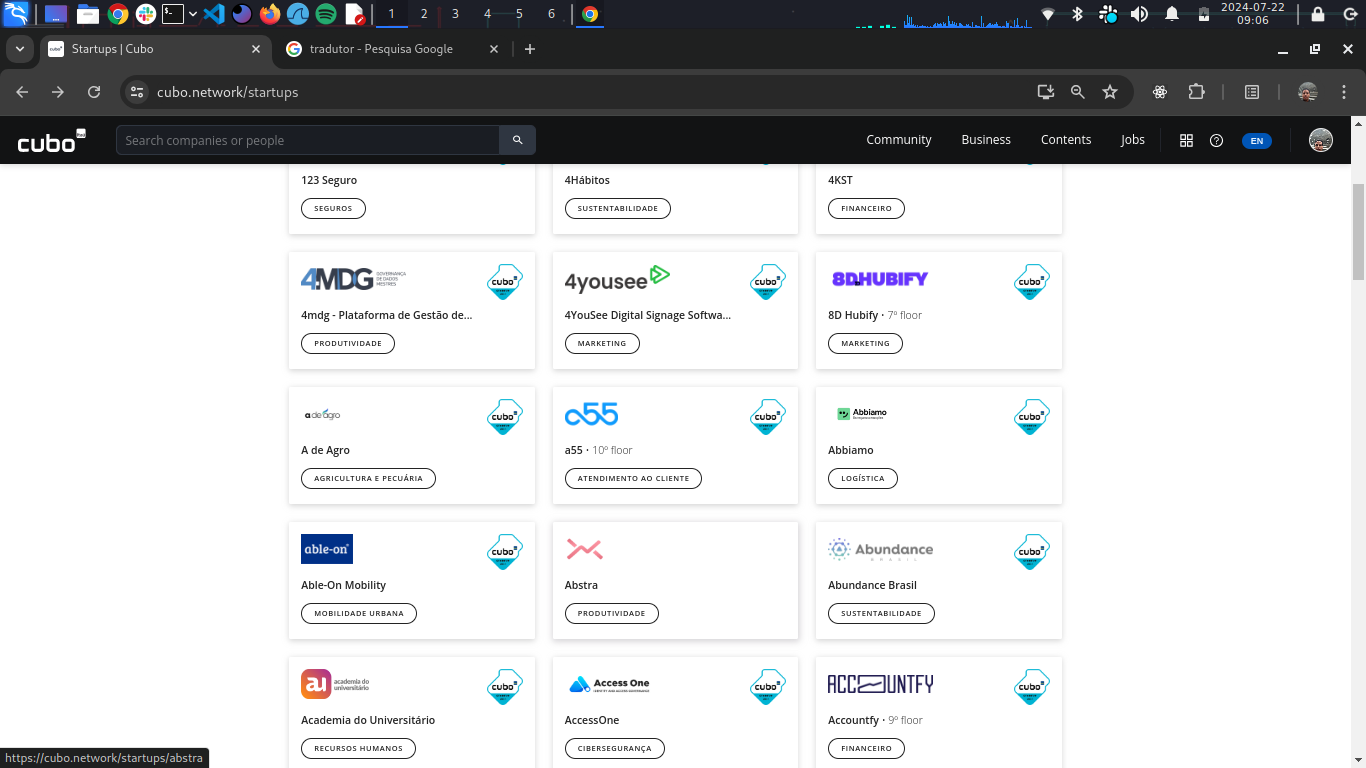 1 2 3 4 5 6
2024-07-22
09:06
Startups | Cubo
tradutor - Pesquisa Google
cubo.network/startups
cubo
Search companies or people
Community Business Contents Jobs EN
123 Seguro
SEGUROS
4Hábitos
SUSTENTABILIDADE
4KST
FINANCEIRO
4MDG GOVERNANÇA
DE DADOS
MESTRES
cubo
4mdg - Plataforma de Gestão de...
PRODUTIVIDADE
4yousee
cubo
4YouSee Digital Signage Softwa...
MARKETING
8D HUBIFY
cubo
8D Hubify • 7º floor
MARKETING
a de agro
cubo
A de Agro
AGRICULTURA E PECUÁRIA
a55
cubo
a55 • 10º floor
ATENDIMENTO AO CLIENTE
Abbiamo
cubo
Abbiamo
LOGÍSTICA
able-on
cubo
Able-On Mobility
MOBILIDADE URBANA
Abstra
PRODUTIVIDADE
Abundance
BRASIL
cubo
Abundance Brasil
SUSTENTABILIDADE
au academia do
universitário
cubo
Academia do Universitário
RECURSOS HUMANOS
Access One
IDENTITY AND ACCESS GOVERNANCE
cubo
AccessOne
CIBERSEGURANÇA
ACCOUNTFY
cubo
Accountfy • 9º floor
FINANCEIRO
https://cubo.network/startups/abstra